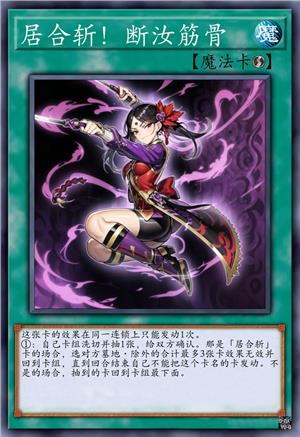 居合斩！断汝筋骨
魔
【魔法卡】
这张卡的效果在同一连锁上只能发动1次。
①：自己卡组洗切并抽1张，给双方确认。那是「居合斩」
卡的场合，选对方墓地·除外的合计最多3张卡效果无效并
回到卡组，直到回合结束自己不能把这个卡名的卡发动。不
是的场合，抽到的卡回到卡组最下面。